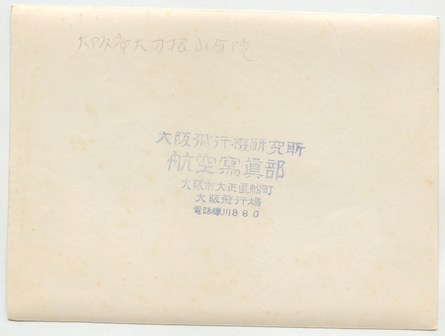 大阪飛行機研究所
航空寫眞部
大阪市大正區船町
大阪飛行場
電話櫻川880